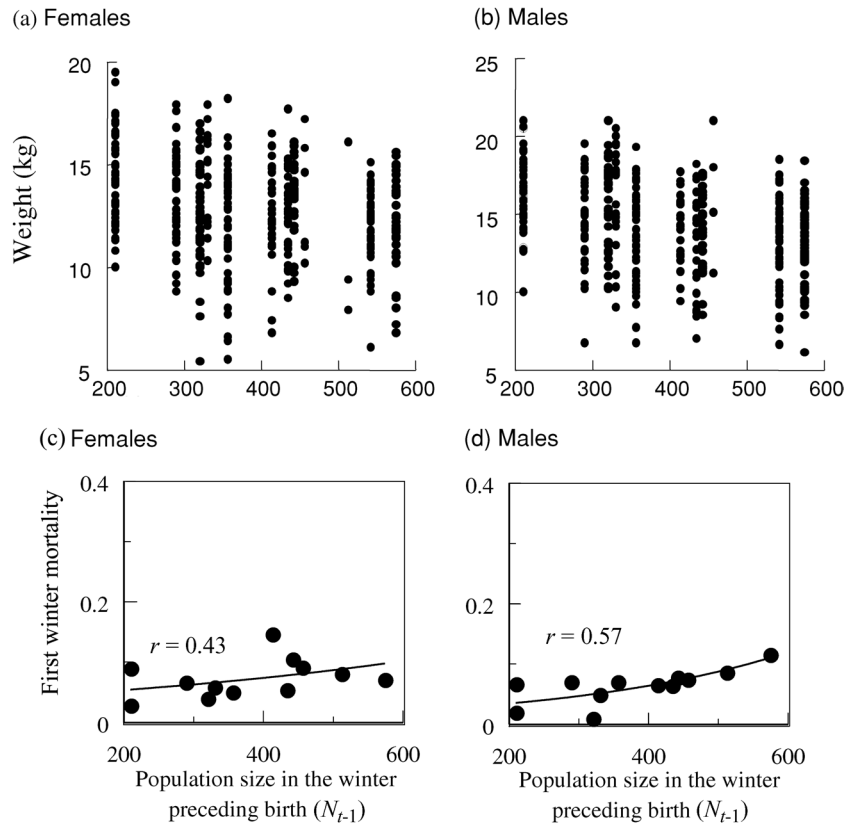 (a) Females
(b) Males
20
15
10
5
Weight (kg)
200 300 400 500 600
25
20
15
10
5
200 300 400 500 600
(c) Females
(d) Males
First winter mortality
0.4
0.2
0
r = 0.43
200 400 600
Population size in the winter
preceding birth (Nt-1)
0.4
0.2
0
r = 0.57
200 400 600
Population size in the winter
preceding birth (Nt-1)